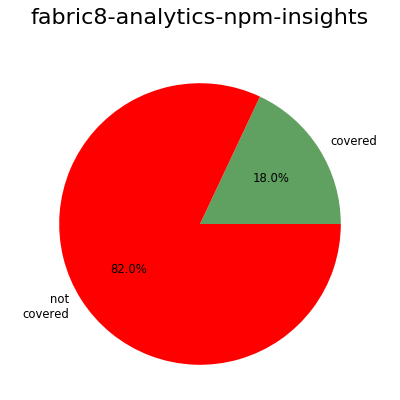 fabric8-analytics-npm-insights
covered
18.0%
82.0%
not
covered